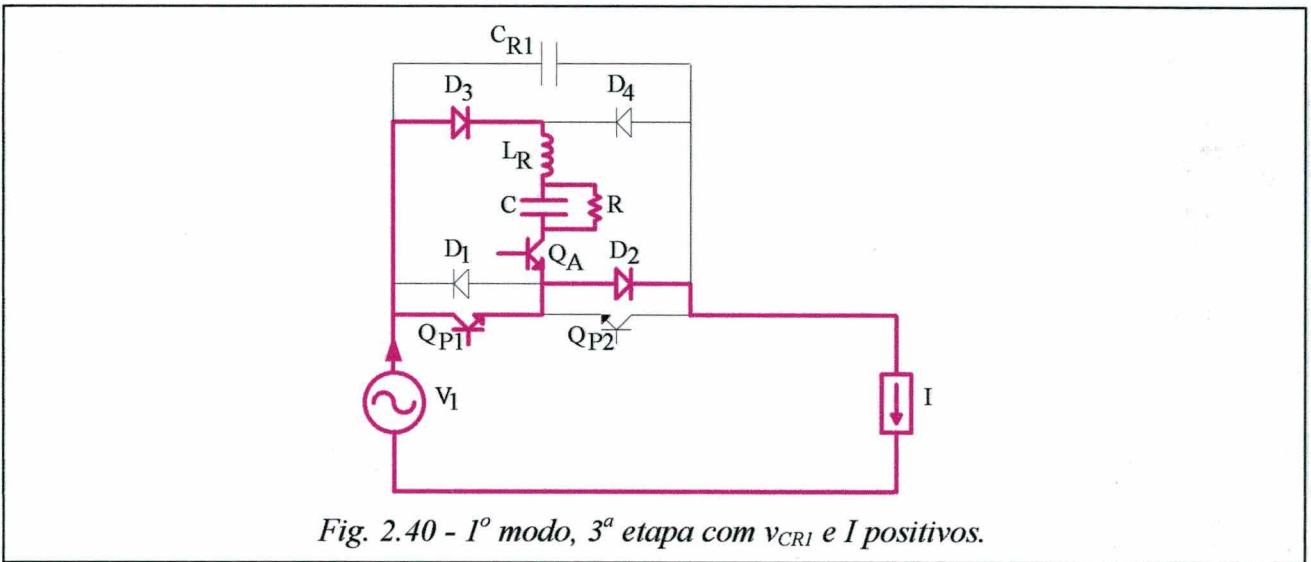 CR1
D3
D4
LR
C
R
D1
QA
D2
QP1
QP2
V1
I
Fig. 2.40 - 1º modo, 3ª etapa com vCR1 e I positivos.